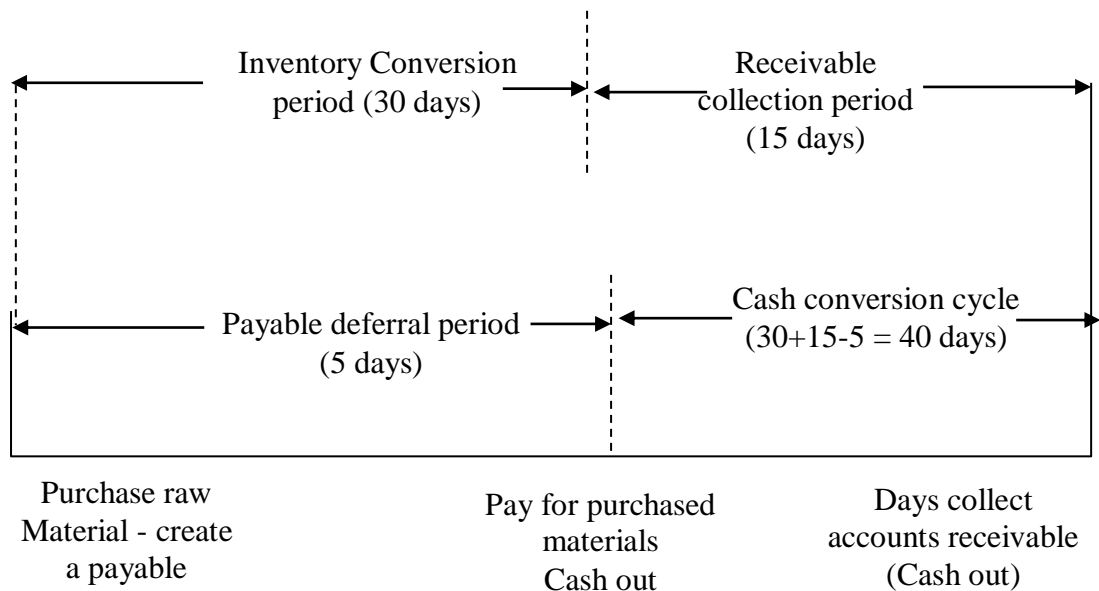 Inventory Conversion
period (30 days)
Receivable
collection period
(15 days)
Payable deferral period
(5 days)
Cash conversion cycle
(30+15-5 = 40 days)
Purchase raw
Material - create
a payable
Pay for purchased
materials
Cash out
Days collect
accounts receivable
(Cash out)